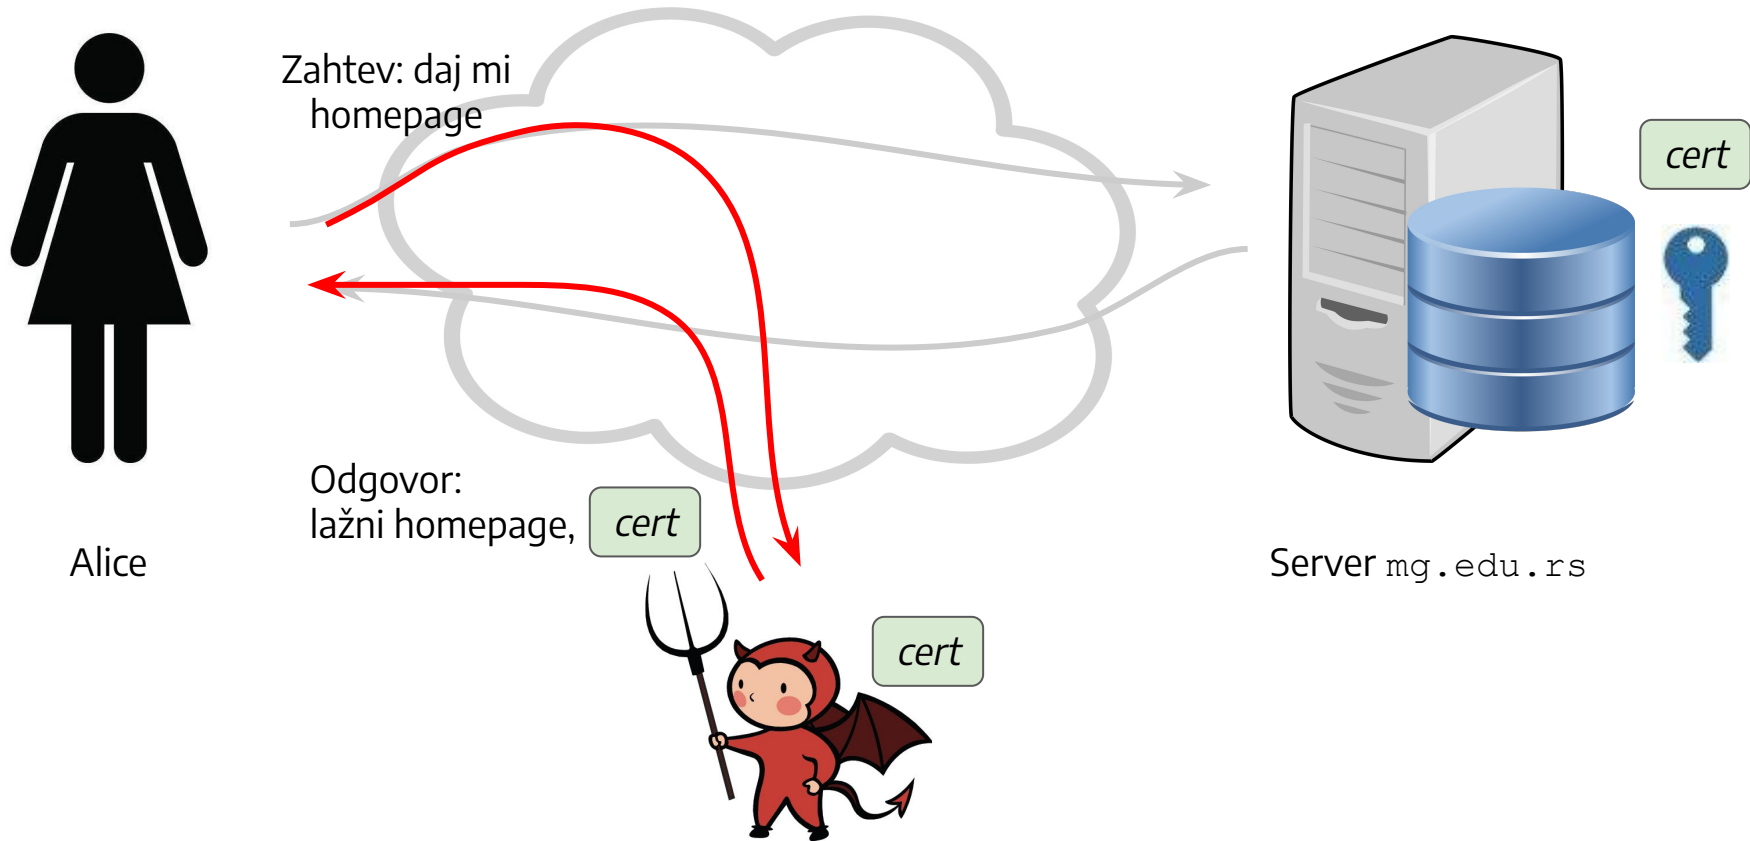 Zahtev: daj mi
homepage
cert
Odgovor:
lažni homepage,
cert
Alice
Server mg.edu.rs
cert